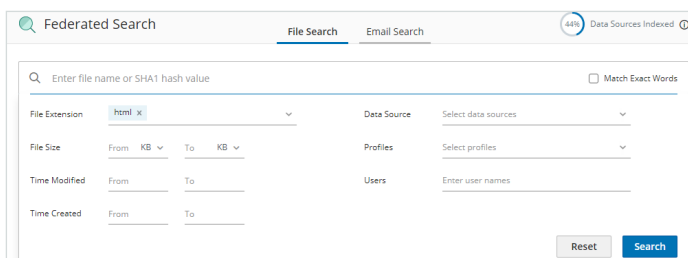 Federated Search
File Search
Email Search
44%
Data Sources Indexed
Enter file name or SHA1 hash value
Match Exact Words
File Extension
html x
Data Source
Select data sources
File Size
From KB
To KB
Profiles
Select profiles
Time Modified
From
To
Users
Enter user names
Time Created
From
To
Reset
Search